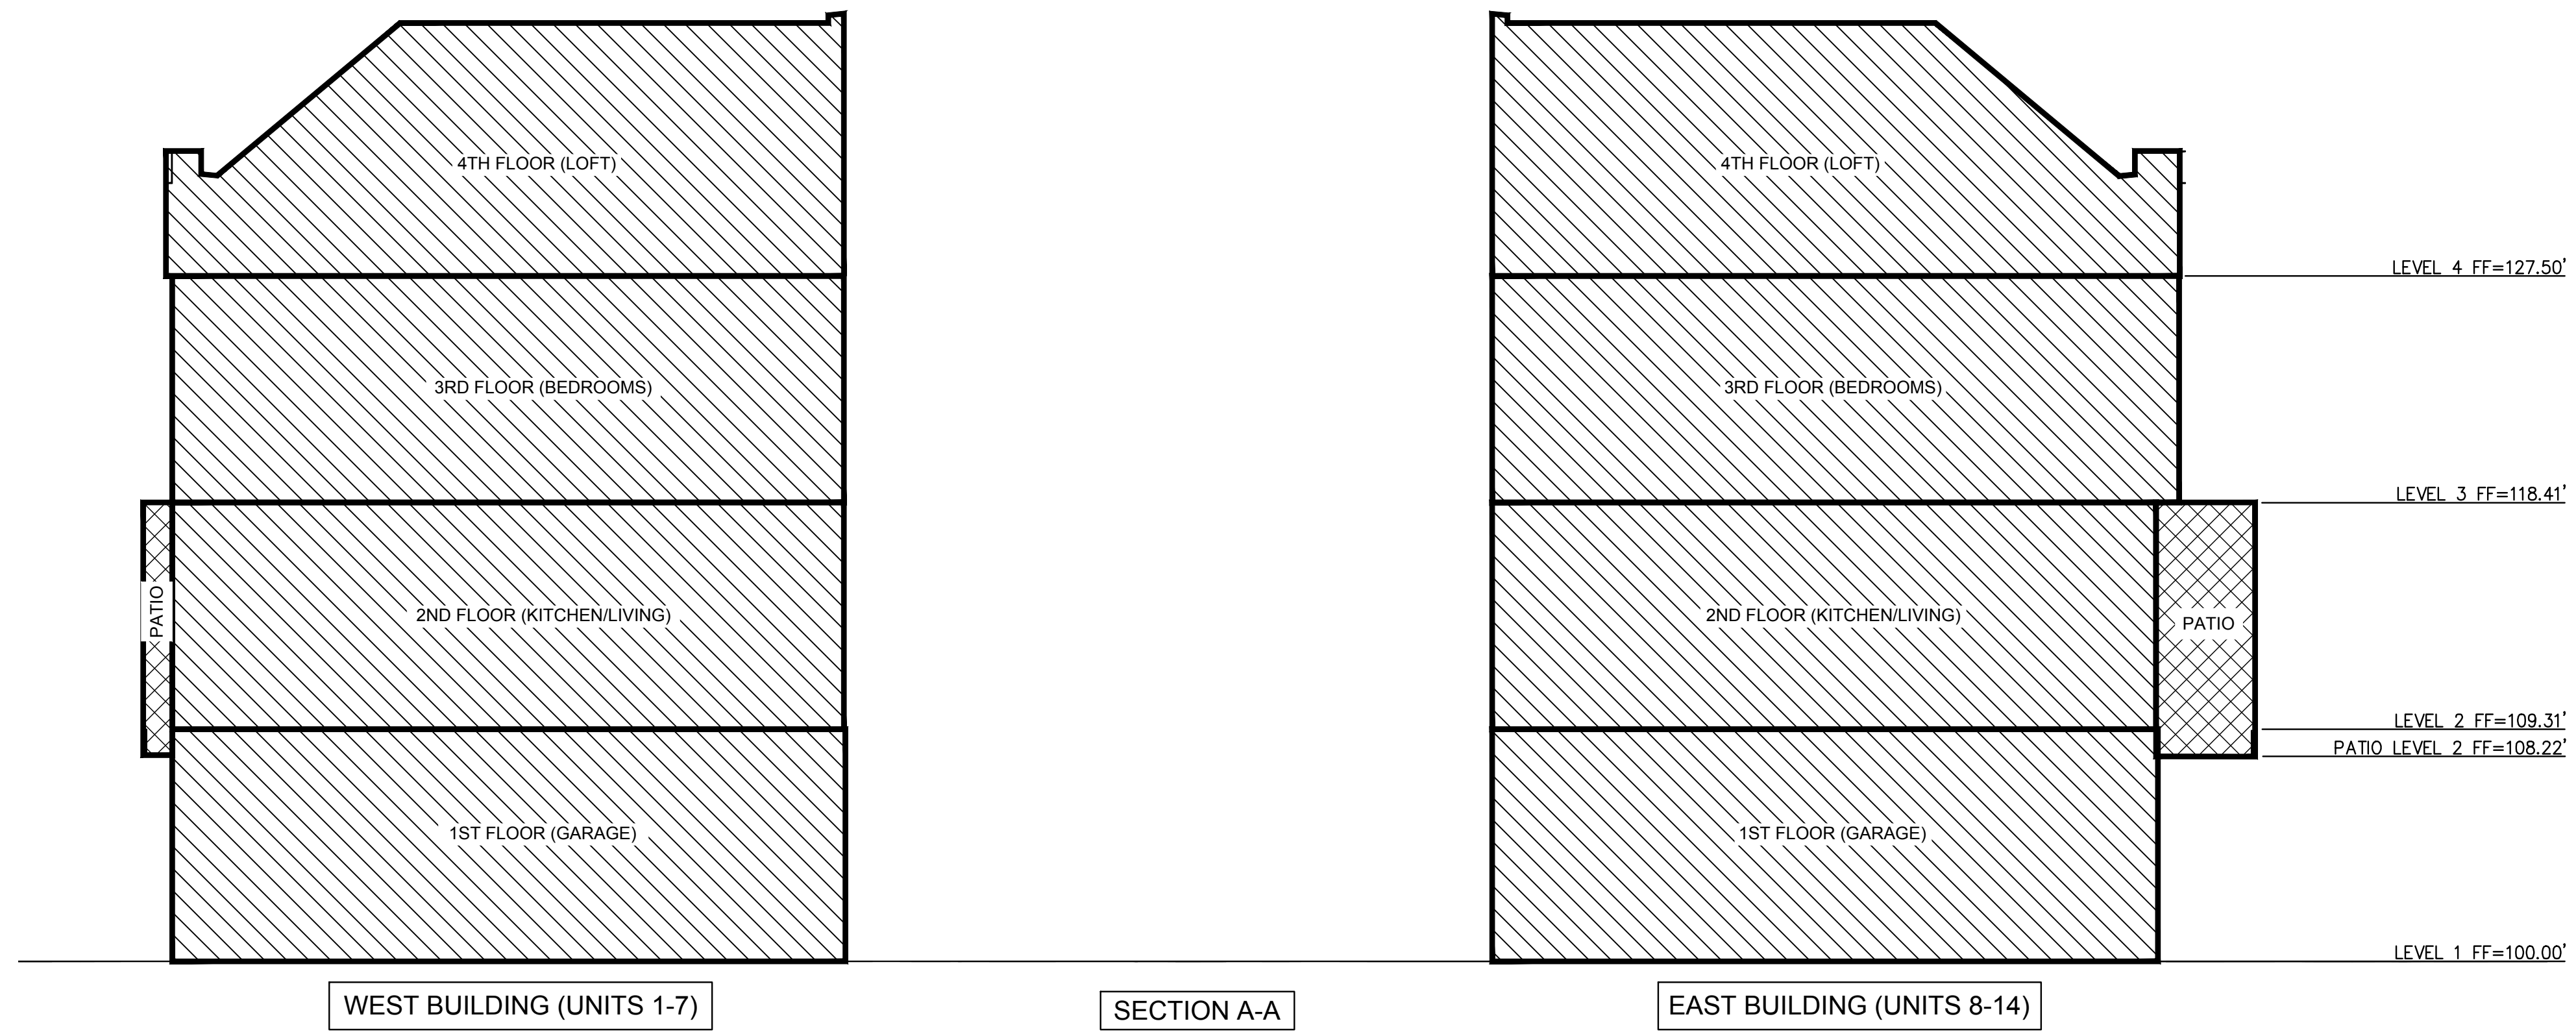 4TH FLOOR (LOFT)
4TH FLOOR (LOFT)
LEVEL 4 FF=127.50'
3RD FLOOR (BEDROOMS)
3RD FLOOR (BEDROOMS)
LEVEL 3 FF=118.41'
PATIO
2ND FLOOR (KITCHEN/LIVING)
2ND FLOOR (KITCHEN/LIVING)
PATIO
LEVEL 2 FF=109.31'
PATIO LEVEL 2 FF=108.22'
1ST FLOOR (GARAGE)
1ST FLOOR (GARAGE)
LEVEL 1 FF=100.00'
WEST BUILDING (UNITS 1-7)
SECTION A-A
EAST BUILDING (UNITS 8-14)